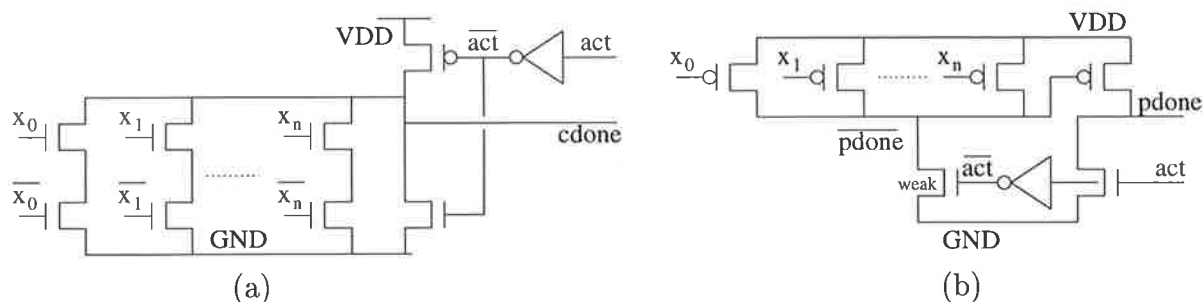 VDD
act
act
x0
x1
xn
cdone
x0
x1
xn
GND
(a)
VDD
x0
x1
xn
pdone
pdone
act
act
weak
GND
(b)